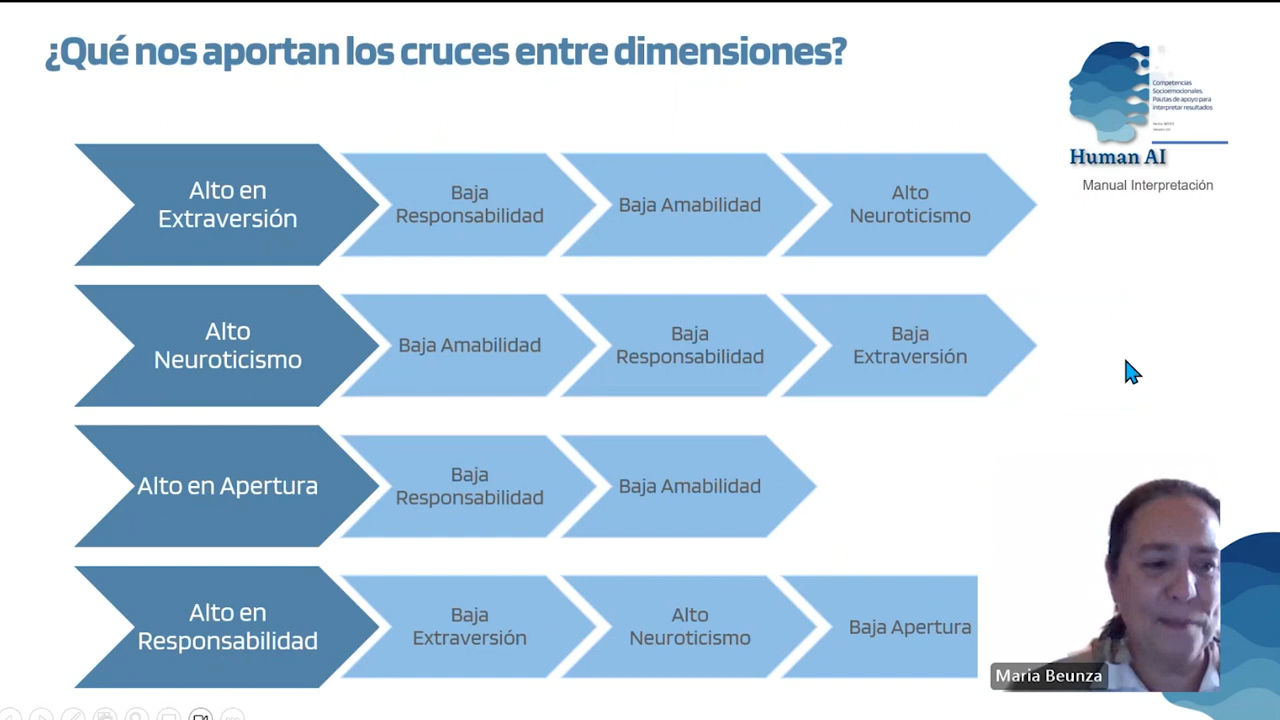 ¿Qué nos aportan los cruces entre dimensiones?
Competencias
Socioemocionales.
Pautas de apoyo para
interpretar resultados
Human AI
Manual Interpretación
Alto en
Extraversión
Baja
Responsabilidad
Baja Amabilidad
Alto
Neuroticismo
Alto
Neuroticismo
Baja Amabilidad
Baja
Responsabilidad
Baja
Extraversión
Alto en Apertura
Baja
Responsabilidad
Baja Amabilidad
Alto en
Responsabilidad
Baja
Extraversión
Alto
Neuroticismo
Baja Apertura
Maria Beunza